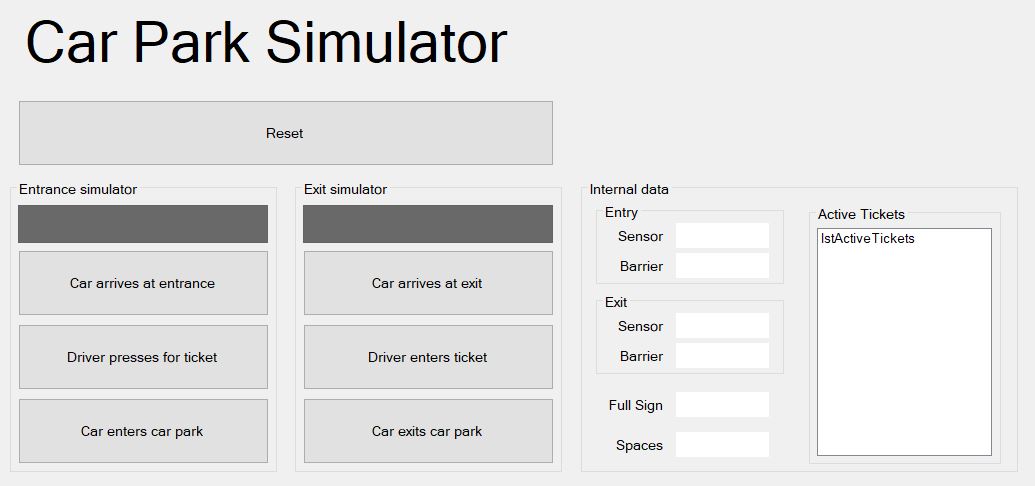 Car Park Simulator
Reset
Entrance simulator
Car arrives at entrance
Driver presses for ticket
Car enters car park
Exit simulator
Car arrives at exit
Driver enters ticket
Car exits car park
Internal data
Entry
Sensor
Barrier
Exit
Sensor
Barrier
Full Sign
Spaces
Active Tickets
lstActiveTickets